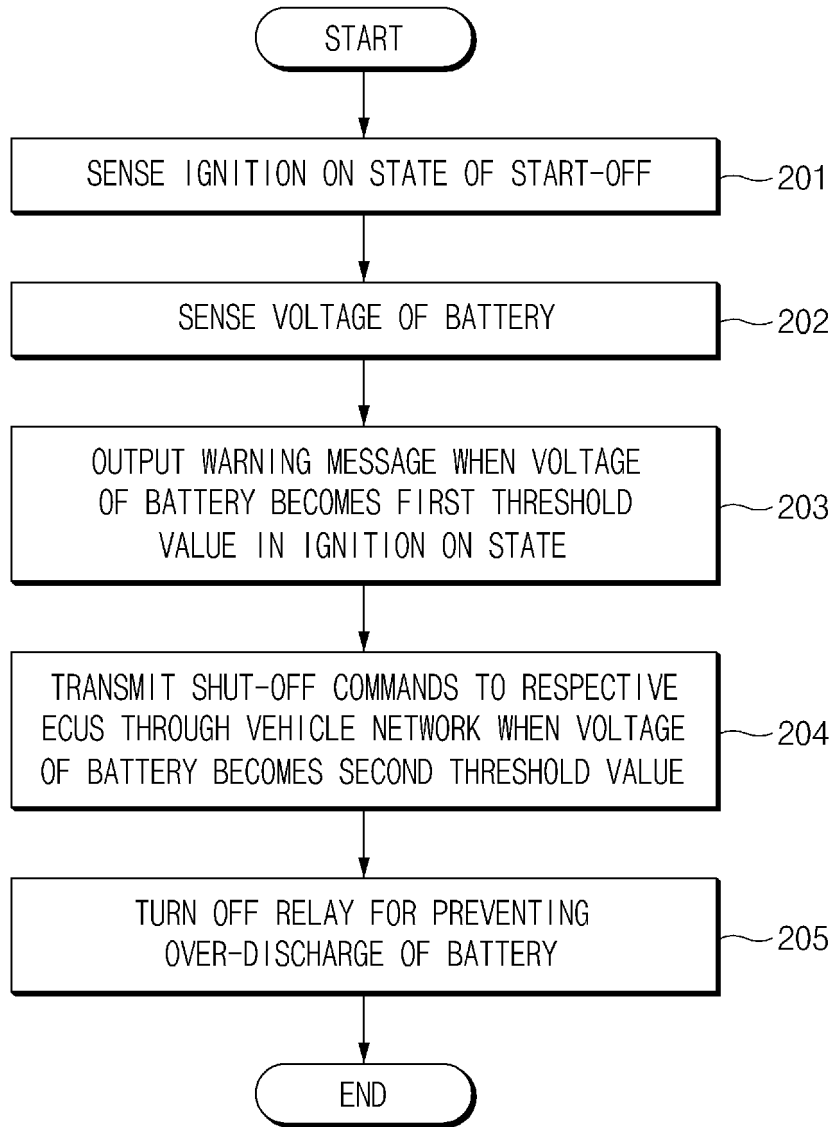 START
SENSE IGNITION ON STATE OF START-OFF
201
SENSE VOLTAGE OF BATTERY
202
OUTPUT WARNING MESSAGE WHEN VOLTAGE
OF BATTERY BECOMES FIRST THRESHOLD
VALUE IN IGNITION ON STATE
203
TRANSMIT SHUT-OFF COMMANDS TO RESPECTIVE
ECUS THROUGH VEHICLE NETWORK WHEN VOLTAGE
OF BATTERY BECOMES SECOND THRESHOLD VALUE
204
TURN OFF RELAY FOR PREVENTING
OVER-DISCHARGE OF BATTERY
205
END